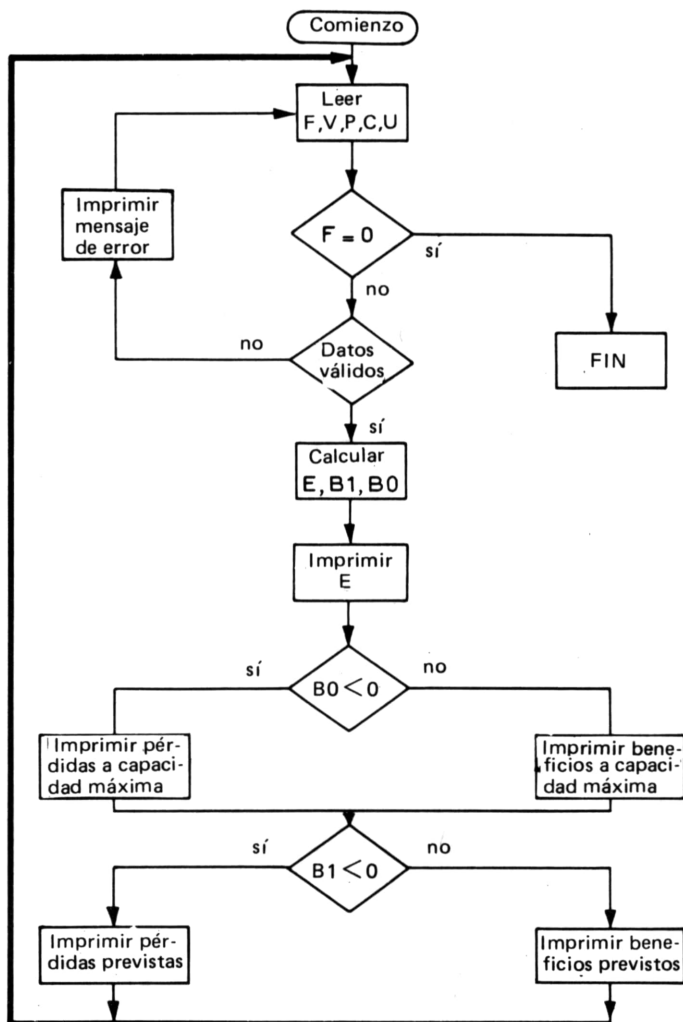 Comienzo
Leer
F,V,P,C,U
Imprimir
mensaje
de error
F = 0
sí
no
no
Datos
válidos
FIN
sí
Calcular
E, B1, B0
Imprimir
E
sí
B0<0
no
Imprimir pér-
didas a capaci-
dad máxima
Imprimir bene-
ficios a capaci-
dad máxima
sí
B1<0
no
Imprimir pér-
didas previstas
Imprimir bene-
ficios previstos